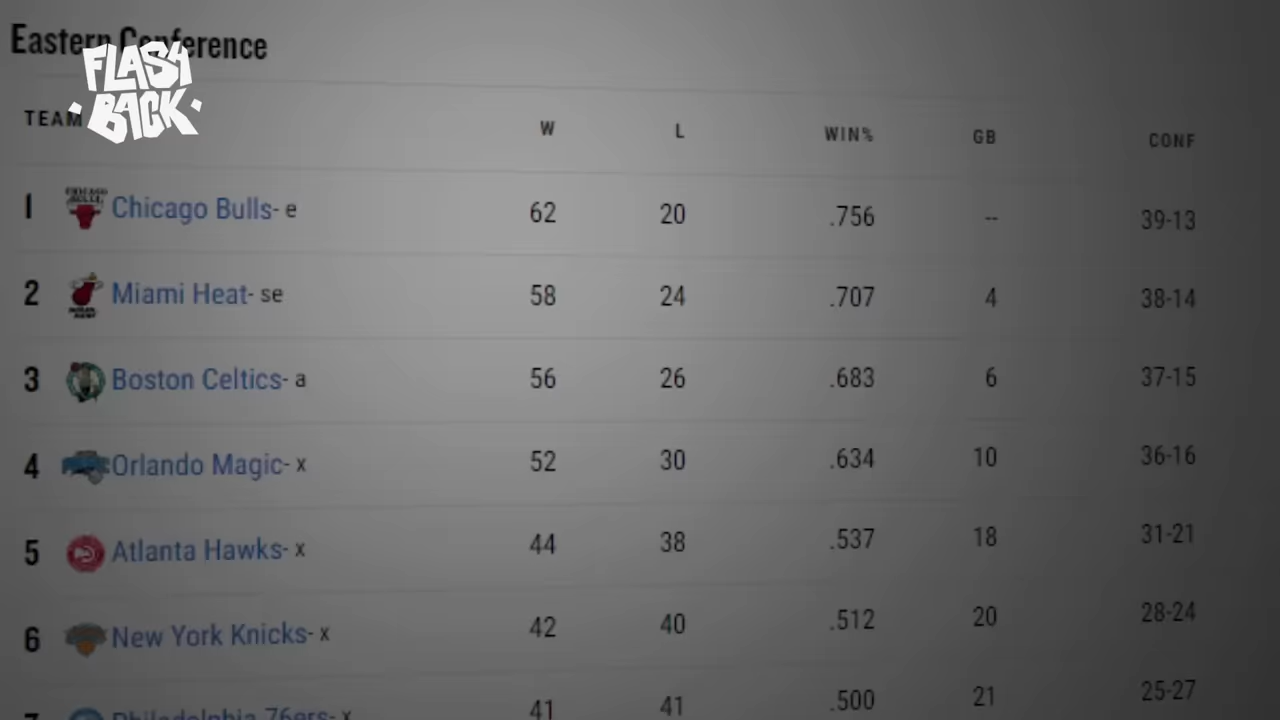 Eastern Conference
FLASH
BACK
TEAM W L WIN% GB CONF
1 Chicago Bulls- e 62 20 .756 -- 39-13
2 Miami Heat- se 58 24 .707 4 38-14
3 Boston Celtics- a 56 26 .683 6 37-15
4 Orlando Magic- x 52 30 .634 10 36-16
5 Atlanta Hawks- x 44 38 .537 18 31-21
6 New York Knicks- x 42 40 .512 20 28-24
7 Philadelphia 76ers- x 41 41 .500 21 25-27